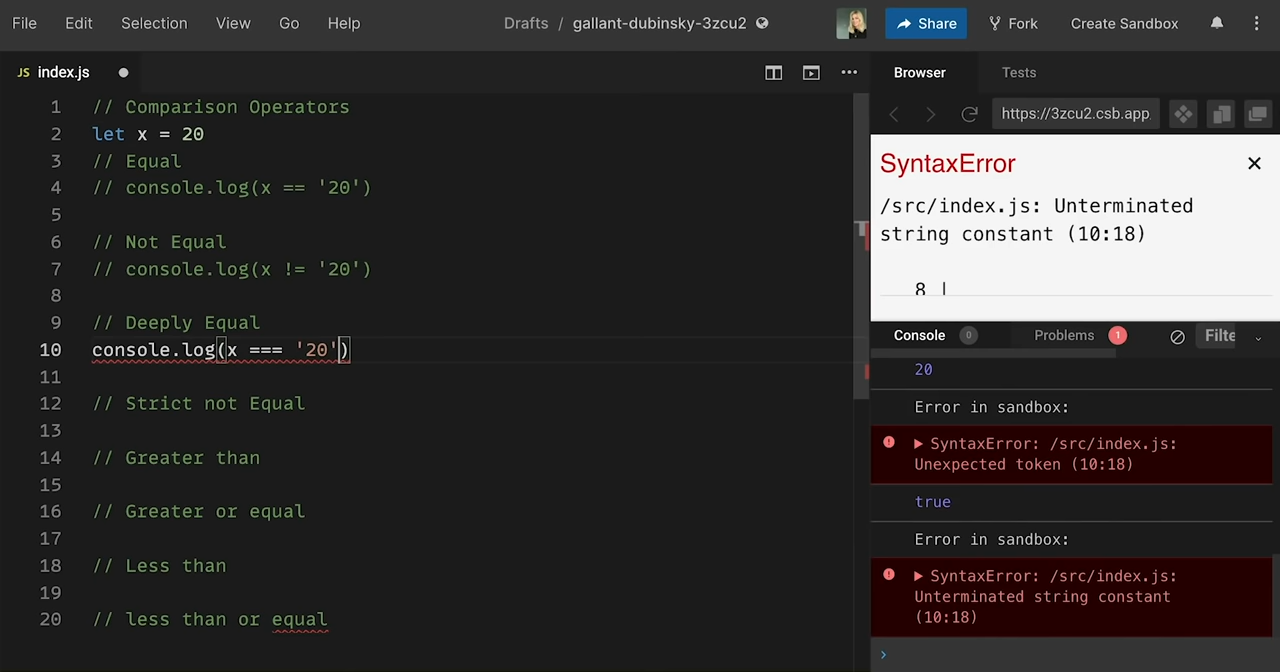 File Edit Selection View Go Help
Drafts / gallant-dubinsky-3zcu2
Share Fork Create Sandbox
JS index.js
Browser Tests
https://3zcu2.csb.app
1 // Comparison Operators
2 let x = 20
3 // Equal
4 // console.log(x == '20')
5
6 // Not Equal
7 // console.log(x != '20')
8
9 // Deeply Equal
10 console.log(x === '20')
11
12 // Strict not Equal
13
14 // Greater than
15
16 // Greater or equal
17
18 // Less than
19
20 // less than or equal
SyntaxError
/src/index.js: Unterminated
string constant (10:18)
8 |
Console 0 Problems 1 Filte
20
Error in sandbox:
SyntaxError: /src/index.js:
Unexpected token (10:18)
true
Error in sandbox:
SyntaxError: /src/index.js:
Unterminated string constant
(10:18)